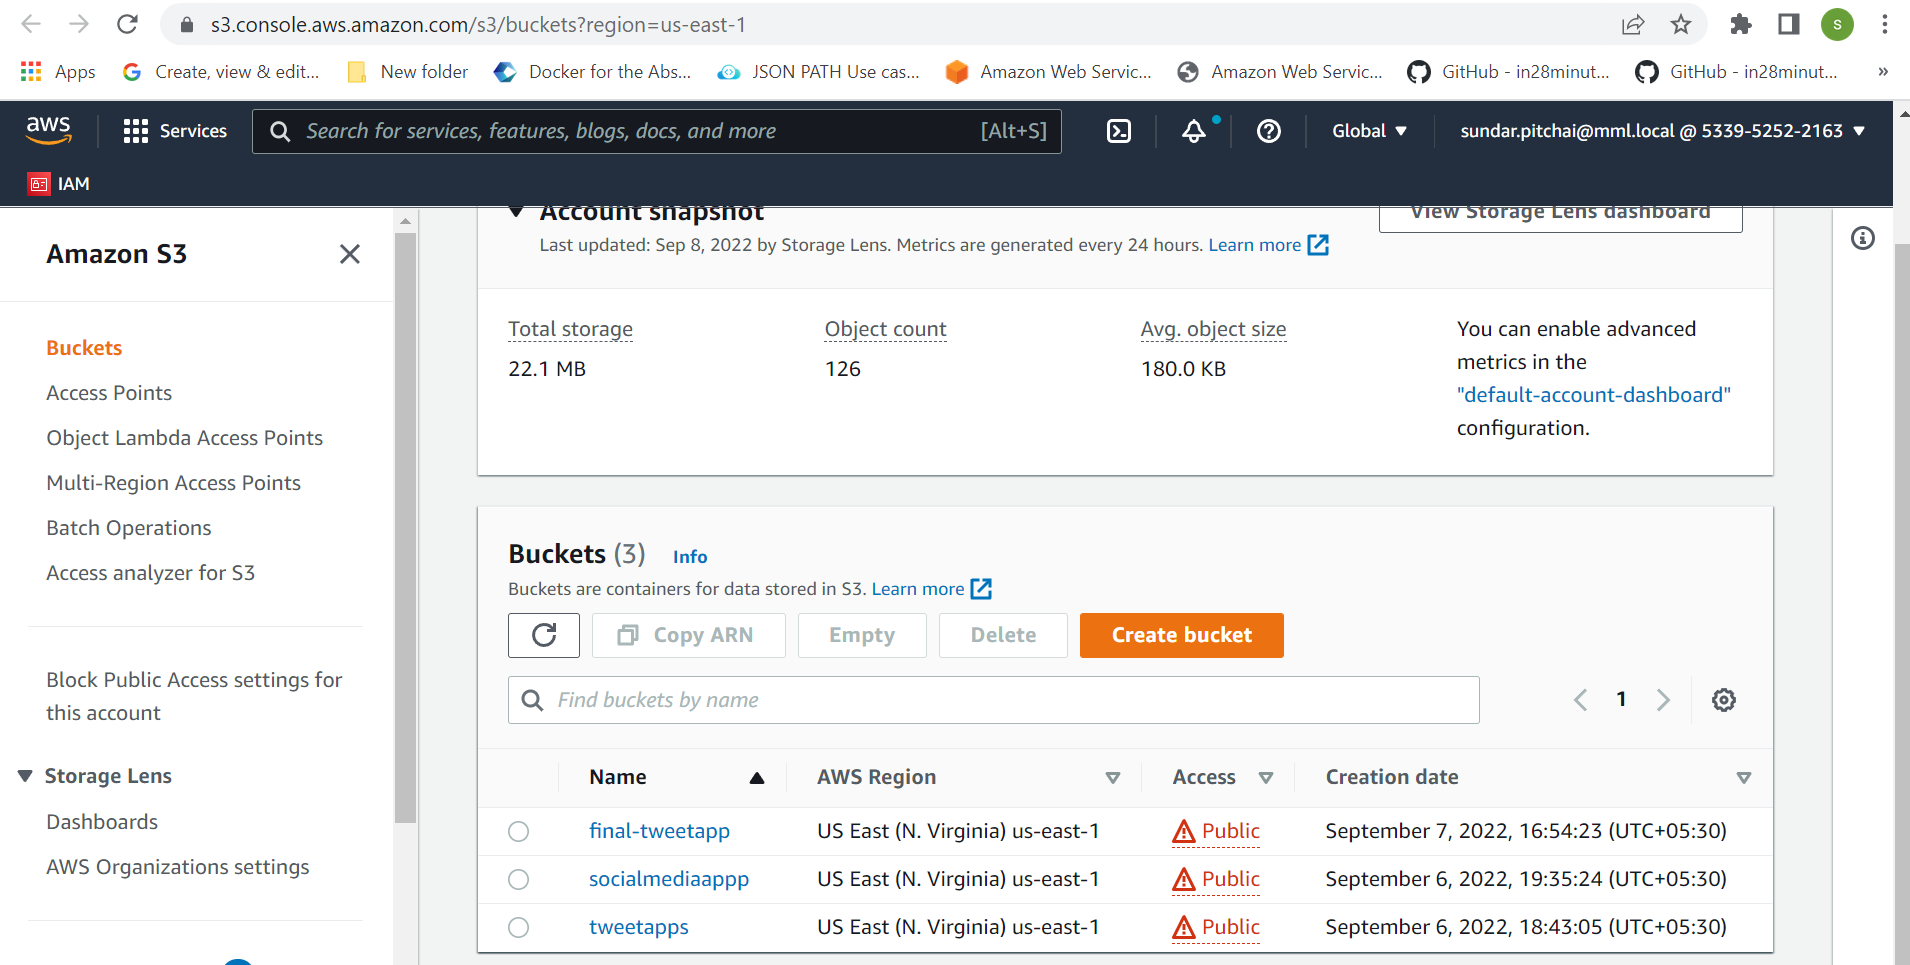 s3.console.aws.amazon.com/s3/buckets?region=us-east-1
S
Apps
Create, view & edit...
New folder
Docker for the Abs...
JSON PATH Use cas...
Amazon Web Servic...
Amazon Web Servic...
GitHub - in28minut...
GitHub - in28minut...
»
aws
Services
Search for services, features, blogs, docs, and more
[Alt+S]
Global
sundar.pitchai@mml.local @ 5339-5252-2163
IAM
Amazon S3
Buckets
Access Points
Object Lambda Access Points
Multi-Region Access Points
Batch Operations
Access analyzer for S3
Block Public Access settings for
this account
Storage Lens
Dashboards
AWS Organizations settings
Account snapshot
View Storage Lens dashboard
Last updated: Sep 8, 2022 by Storage Lens. Metrics are generated every 24 hours. Learn more
Total storage
22.1 MB
Object count
126
Avg. object size
180.0 KB
You can enable advanced
metrics in the
"default-account-dashboard"
configuration.
Buckets (3) Info
Buckets are containers for data stored in S3. Learn more
Copy ARN
Empty
Delete
Create bucket
Find buckets by name
1
Name AWS Region Access Creation date
final-tweetapp US East (N. Virginia) us-east-1 Public September 7, 2022, 16:54:23 (UTC+05:30)
socialmediaappp US East (N. Virginia) us-east-1 Public September 6, 2022, 19:35:24 (UTC+05:30)
tweetapps US East (N. Virginia) us-east-1 Public September 6, 2022, 18:43:05 (UTC+05:30)